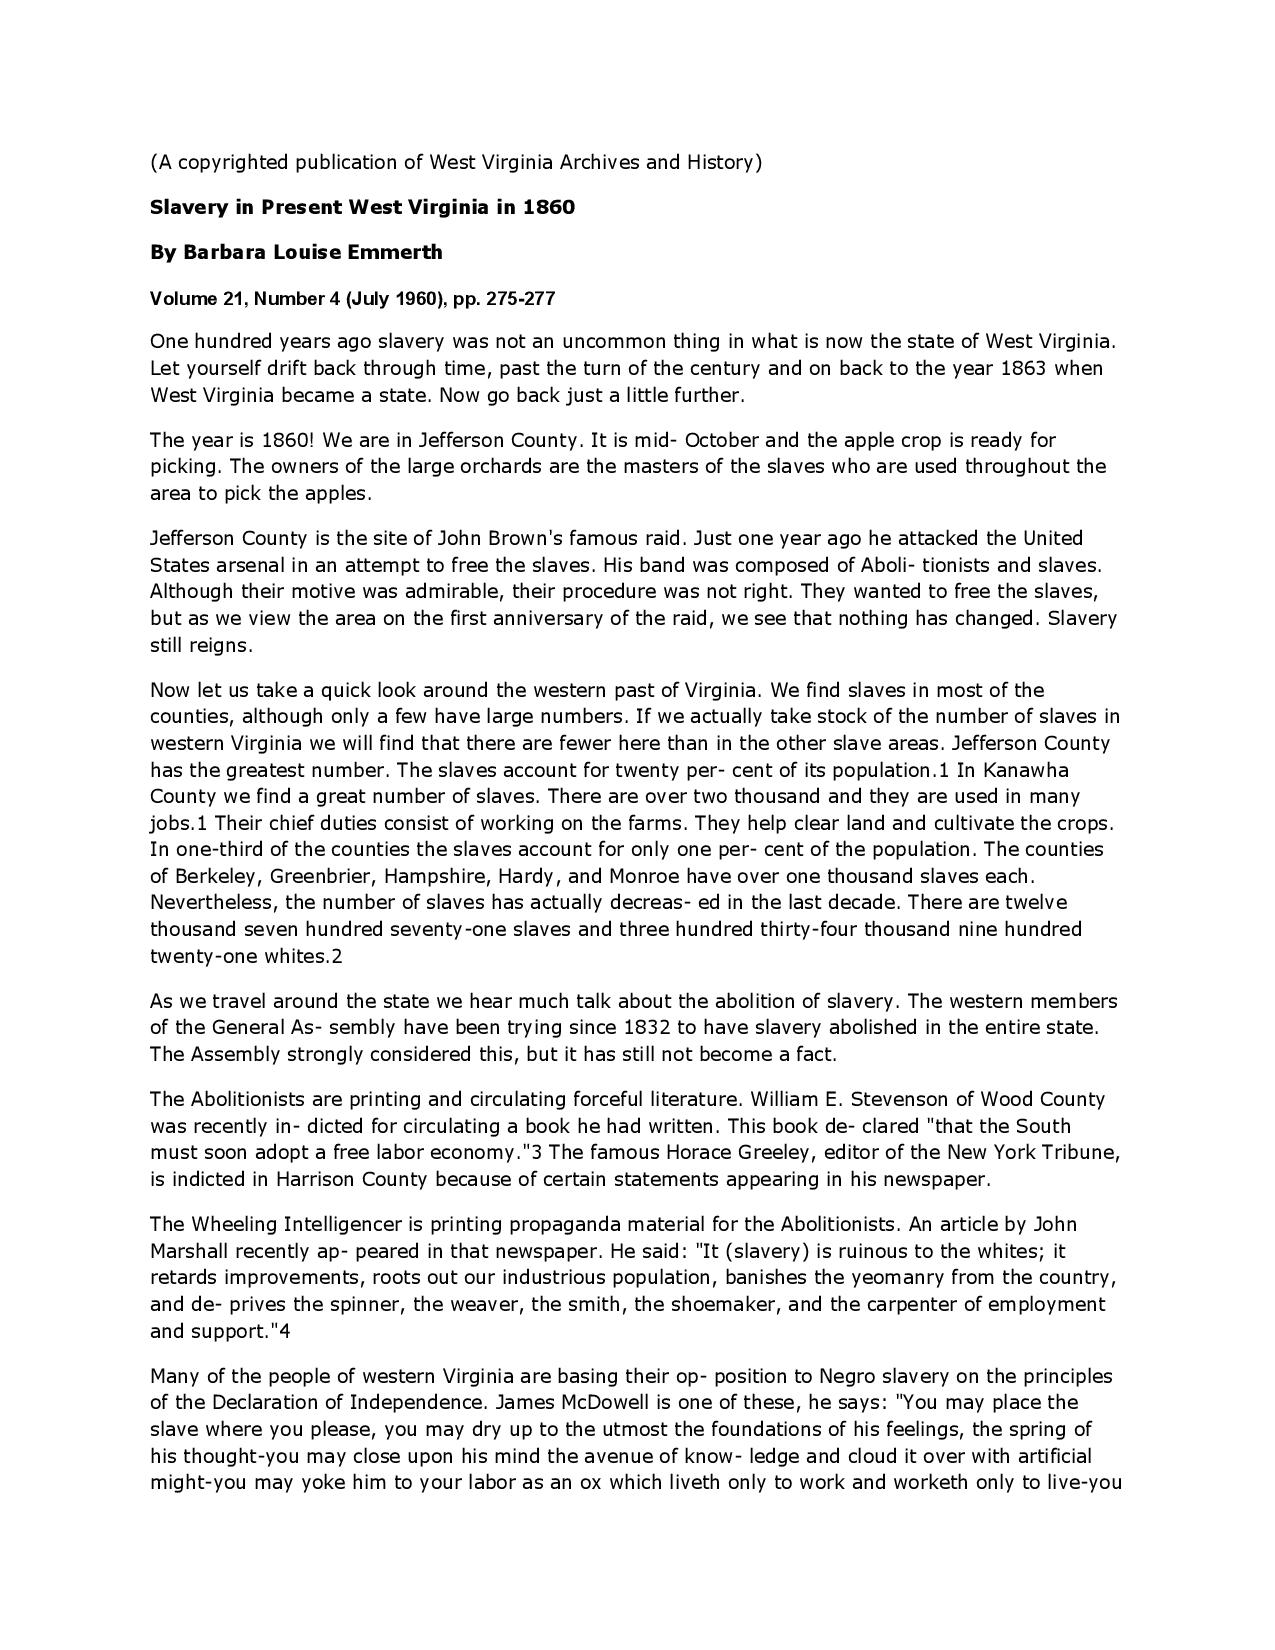 (A copyrighted publication of West Virginia Archives and History)
Slavery in Present West Virginia in 1860
By Barbara Louise Emmerth
Volume 21, Number 4 (July 1960), pp. 275-277
One hundred years ago slavery was not an uncommon thing in what is now the state of West Virginia.
Let yourself drift back through time, past the turn of the century and on back to the year 1863 when
West Virginia became a state. Now go back just a little further.
The year is 1860! We are in Jefferson County. It is mid- October and the apple crop is ready for
picking. The owners of the large orchards are the masters of the slaves who are used throughout the
area to pick the apples.
Jefferson County is the site of John Brown's famous raid. Just one year ago he attacked the United
States arsenal in an attempt to free the slaves. His band was composed of Aboli- tionists and slaves.
Although their motive was admirable, their procedure was not right. They wanted to free the slaves,
but as we view the area on the first anniversary of the raid, we see that nothing has changed. Slavery
still reigns.
Now let us take a quick look around the western past of Virginia. We find slaves in most of the
counties, although only a few have large numbers. If we actually take stock of the number of slaves in
western Virginia we will find that there are fewer here than in the other slave areas. Jefferson County
has the greatest number. The slaves account for twenty per- cent of its population.1 In Kanawha
County we find a great number of slaves. There are over two thousand and they are used in many
jobs.1 Their chief duties consist of working on the farms. They help clear land and cultivate the crops.
In one-third of the counties the slaves account for only one per- cent of the population. The counties
of Berkeley, Greenbrier, Hampshire, Hardy, and Monroe have over one thousand slaves each.
Nevertheless, the number of slaves has actually decreas- ed in the last decade. There are twelve
thousand seven hundred seventy-one slaves and three hundred thirty-four thousand nine hundred
twenty-one whites.2
As we travel around the state we hear much talk about the abolition of slavery. The western members
of the General As- sembly have been trying since 1832 to have slavery abolished in the entire state.
The Assembly strongly considered this, but it has still not become a fact.
The Abolitionists are printing and circulating forceful literature. William E. Stevenson of Wood County
was recently in- dicted for circulating a book he had written. This book de- clared "that the South
must soon adopt a free labor economy."3 The famous Horace Greeley, editor of the New York Tribune,
is indicted in Harrison County because of certain statements appearing in his newspaper.
The Wheeling Intelligencer is printing propaganda material for the Abolitionists. An article by John
Marshall recently ap- peared in that newspaper. He said: "It (slavery) is ruinous to the whites; it
retards improvements, roots out our industrious population, banishes the yeomanry from the country,
and de- prives the spinner, the weaver, the smith, the shoemaker, and the carpenter of employment
and support."4
Many of the people of western Virginia are basing their op- position to Negro slavery on the principles
of the Declaration of Independence. James McDowell is one of these, he says: "You may place the
slave where you please, you may dry up to the utmost the foundations of his feelings, the spring of
his thought-you may close upon his mind the avenue of know- ledge and cloud it over with artificial
might-you may yoke him to your labor as an ox which liveth only to work and worketh only to live-you